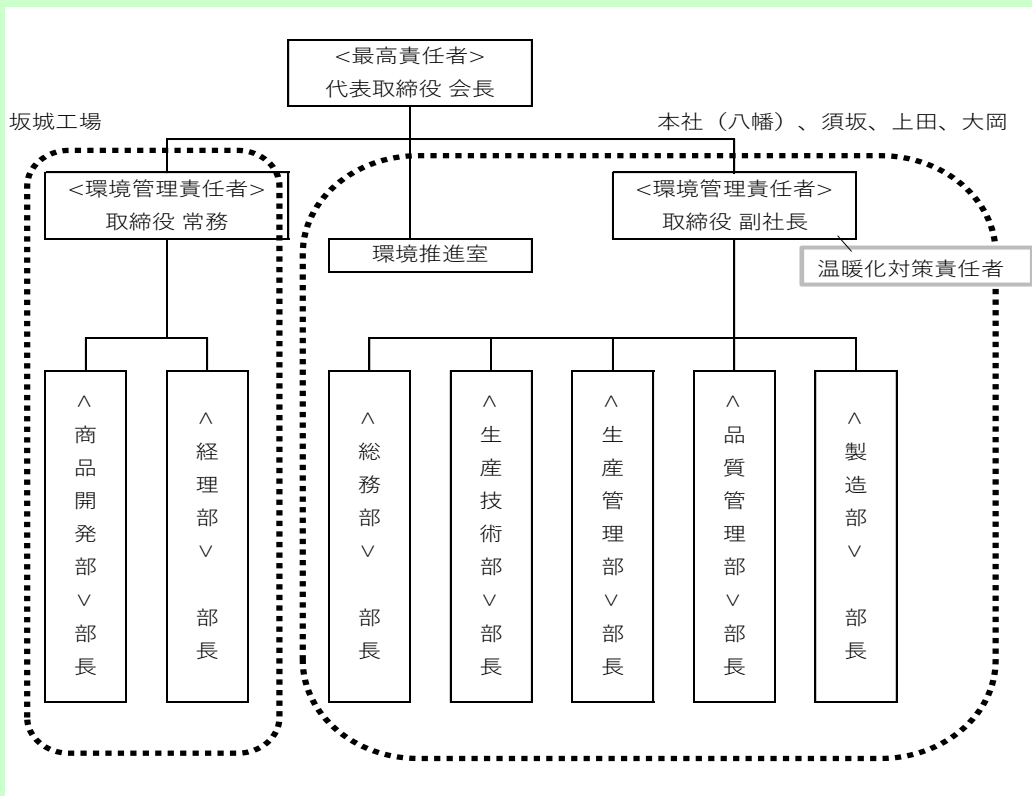 <最高責任者>
代表取締役 会長
坂城工場
本社（八幡）、須坂、上田、大岡
<環境管理責任者>
取締役 常務
<環境管理責任者>
取締役 副社長
環境推進室
温暖化対策責任者
<商品開発部>部長
<経理部> 部長
<総務部> 部長
<生産技術部>部長
<生産管理部>部長
<品質管理部>部長
<製造部> 部長